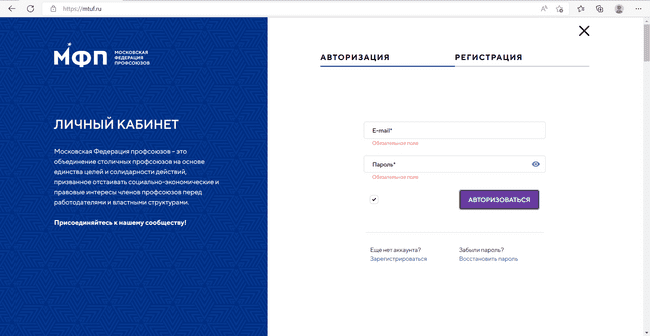 https://mtuf.ru
МФП
МОСКОВСКАЯ
ФЕДЕРАЦИЯ
ПРОФСОЮЗОВ
ЛИЧНЫЙ КАБИНЕТ
Московская Федерация профсоюзов – это
объединение столичных профсоюзов на основе
единства целей и солидарности действий,
призванное отстаивать социально-экономические и
правовые интересы членов профсоюзов перед
работодателями и властными структурами.
Присоединяйтесь к нашему сообществу!
АВТОРИЗАЦИЯ
РЕГИСТРАЦИЯ
E-mail*
Обязательное поле
Пароль*
Обязательное поле
АВТОРИЗОВАТЬСЯ
Еще нет аккаунта?
Зарегистрироваться
Забыли пароль?
Восстановить пароль